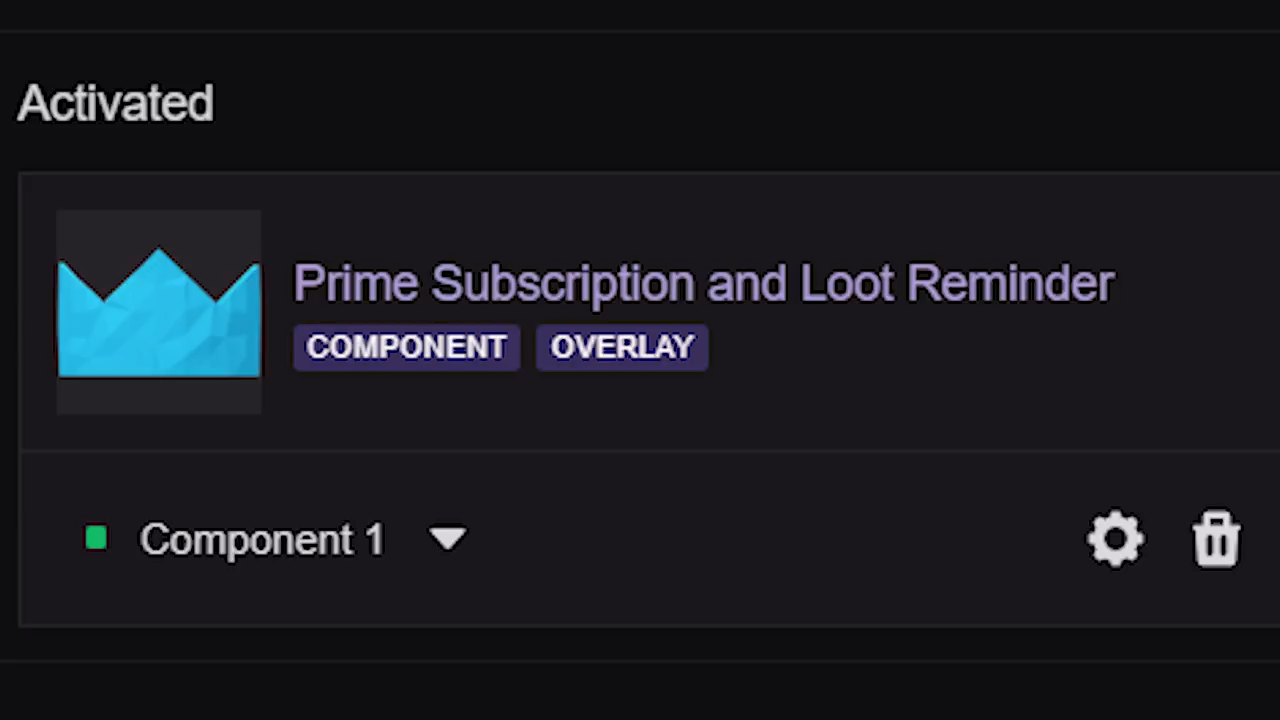 Activated
Prime Subscription and Loot Reminder
COMPONENT OVERLAY
Component 1